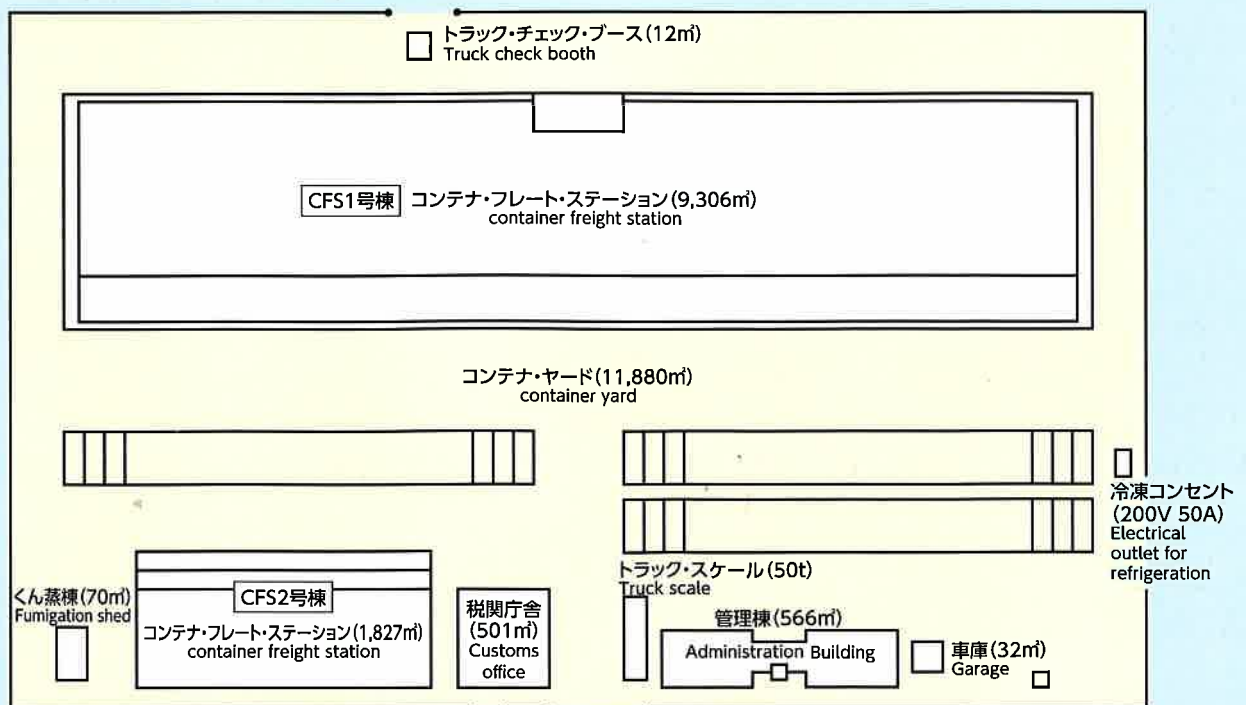 トラック・チェック・ブース(12㎡)
Truck check booth
CFS1号棟 コンテナ・フレート・ステーション(9,306㎡)
container freight station
コンテナ・ヤード(11,880㎡)
container yard
冷凍コンセント
(200V 50A)
Electrical
outlet for
refrigeration
くん蒸棟(70㎡)
Fumigation shed
CFS2号棟
コンテナ・フレート・ステーション(1,827㎡)
container freight station
税関庁舎
(501㎡)
Customs
office
トラック・スケール(50t)
Truck scale
管理棟(566㎡)
Administration Building
車庫(32㎡)
Garage